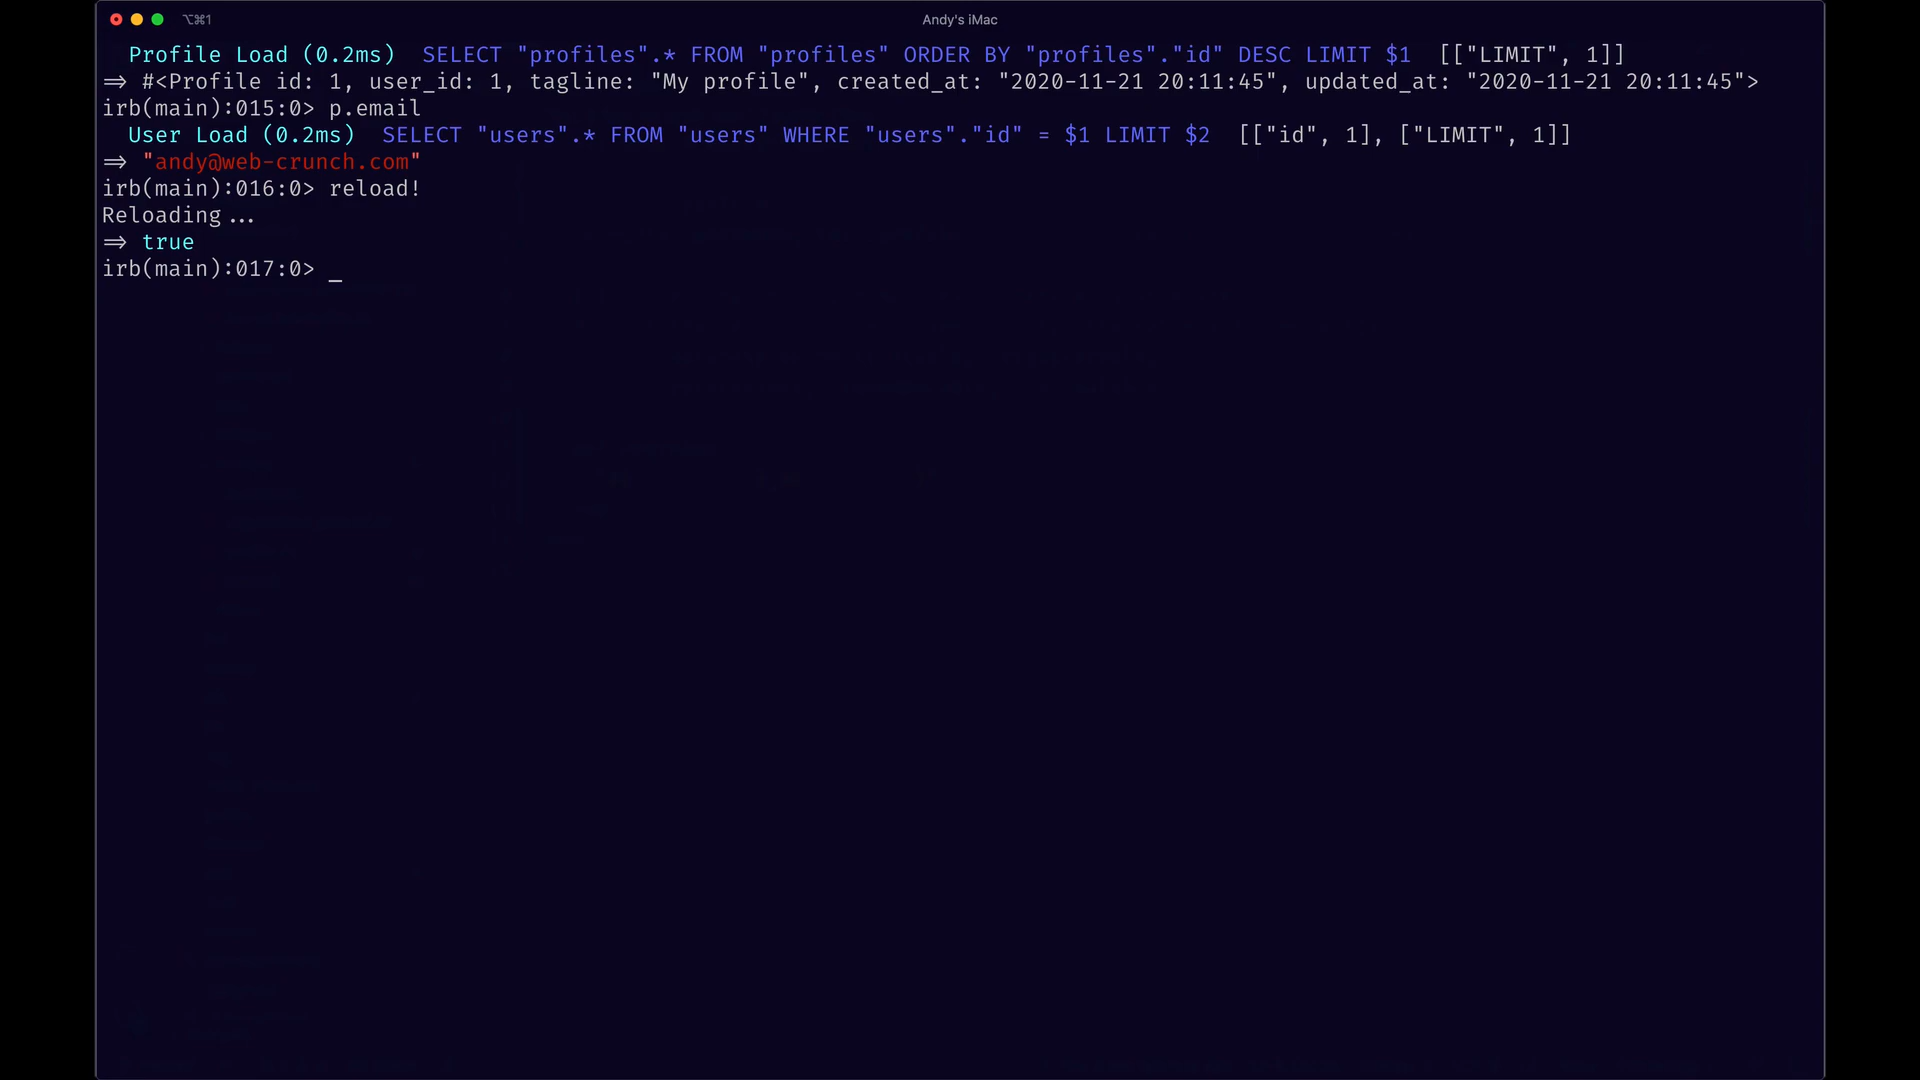 ⌥⌘1
Andy's iMac
Profile Load (0.2ms)  SELECT "profiles".* FROM "profiles" ORDER BY "profiles"."id" DESC LIMIT $1  [["LIMIT", 1]]
=> #<Profile id: 1, user_id: 1, tagline: "My profile", created_at: "2020-11-21 20:11:45", updated_at: "2020-11-21 20:11:45">
irb(main):015:0> p.email
User Load (0.2ms)  SELECT "users".* FROM "users" WHERE "users"."id" = $1 LIMIT $2  [["id", 1], ["LIMIT", 1]]
=> "andy@web-crunch.com"
irb(main):016:0> reload!
Reloading...
=> true
irb(main):017:0> _